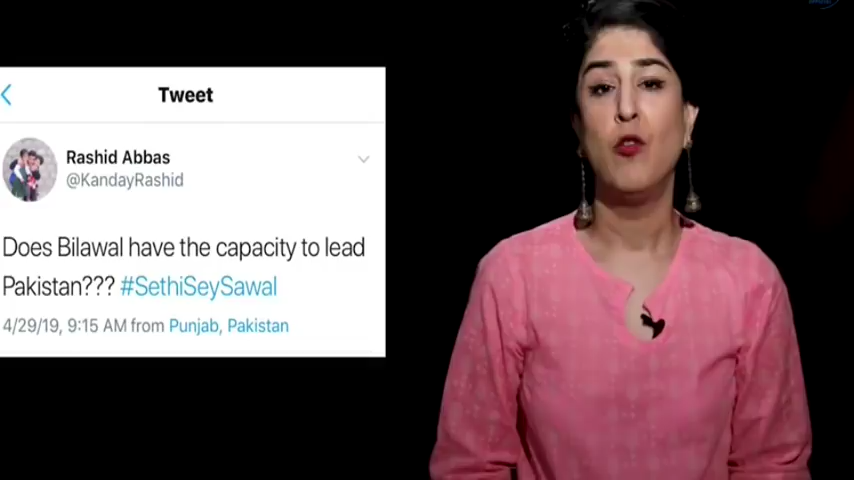 Tweet
Rashid Abbas
@KandayRashid
Does Bilawal have the capacity to lead
Pakistan??? #SethiSeySawal
4/29/19, 9:15 AM from Punjab, Pakistan